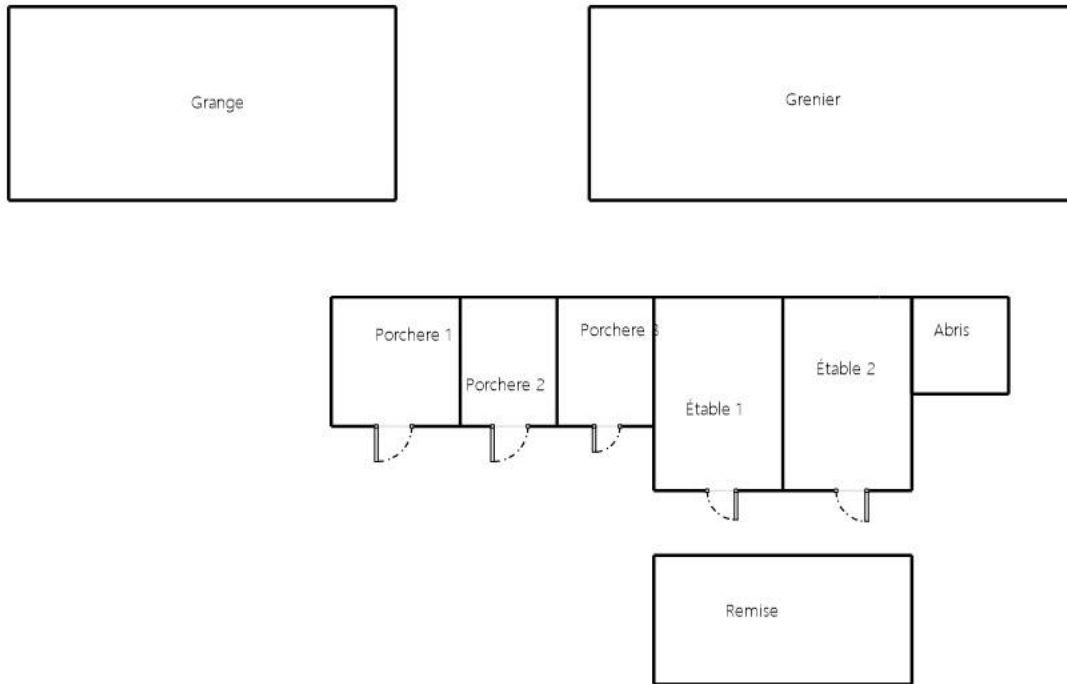 Grange
Grenier
Porchere 1
Porchere 2
Porchere 3
Étable 1
Étable 2
Abris
Remise